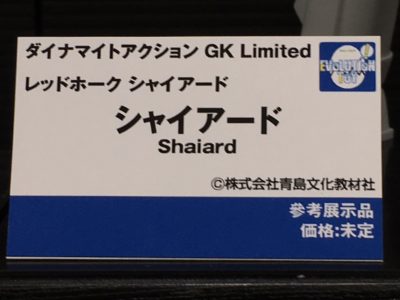 ダイナマイトアクション GK Limited
レッドホーク シャイアード
EVOLUTION
TOY
シャイアード
Shaiard
©株式会社青島文化教材社
参考展示品
価格:未定